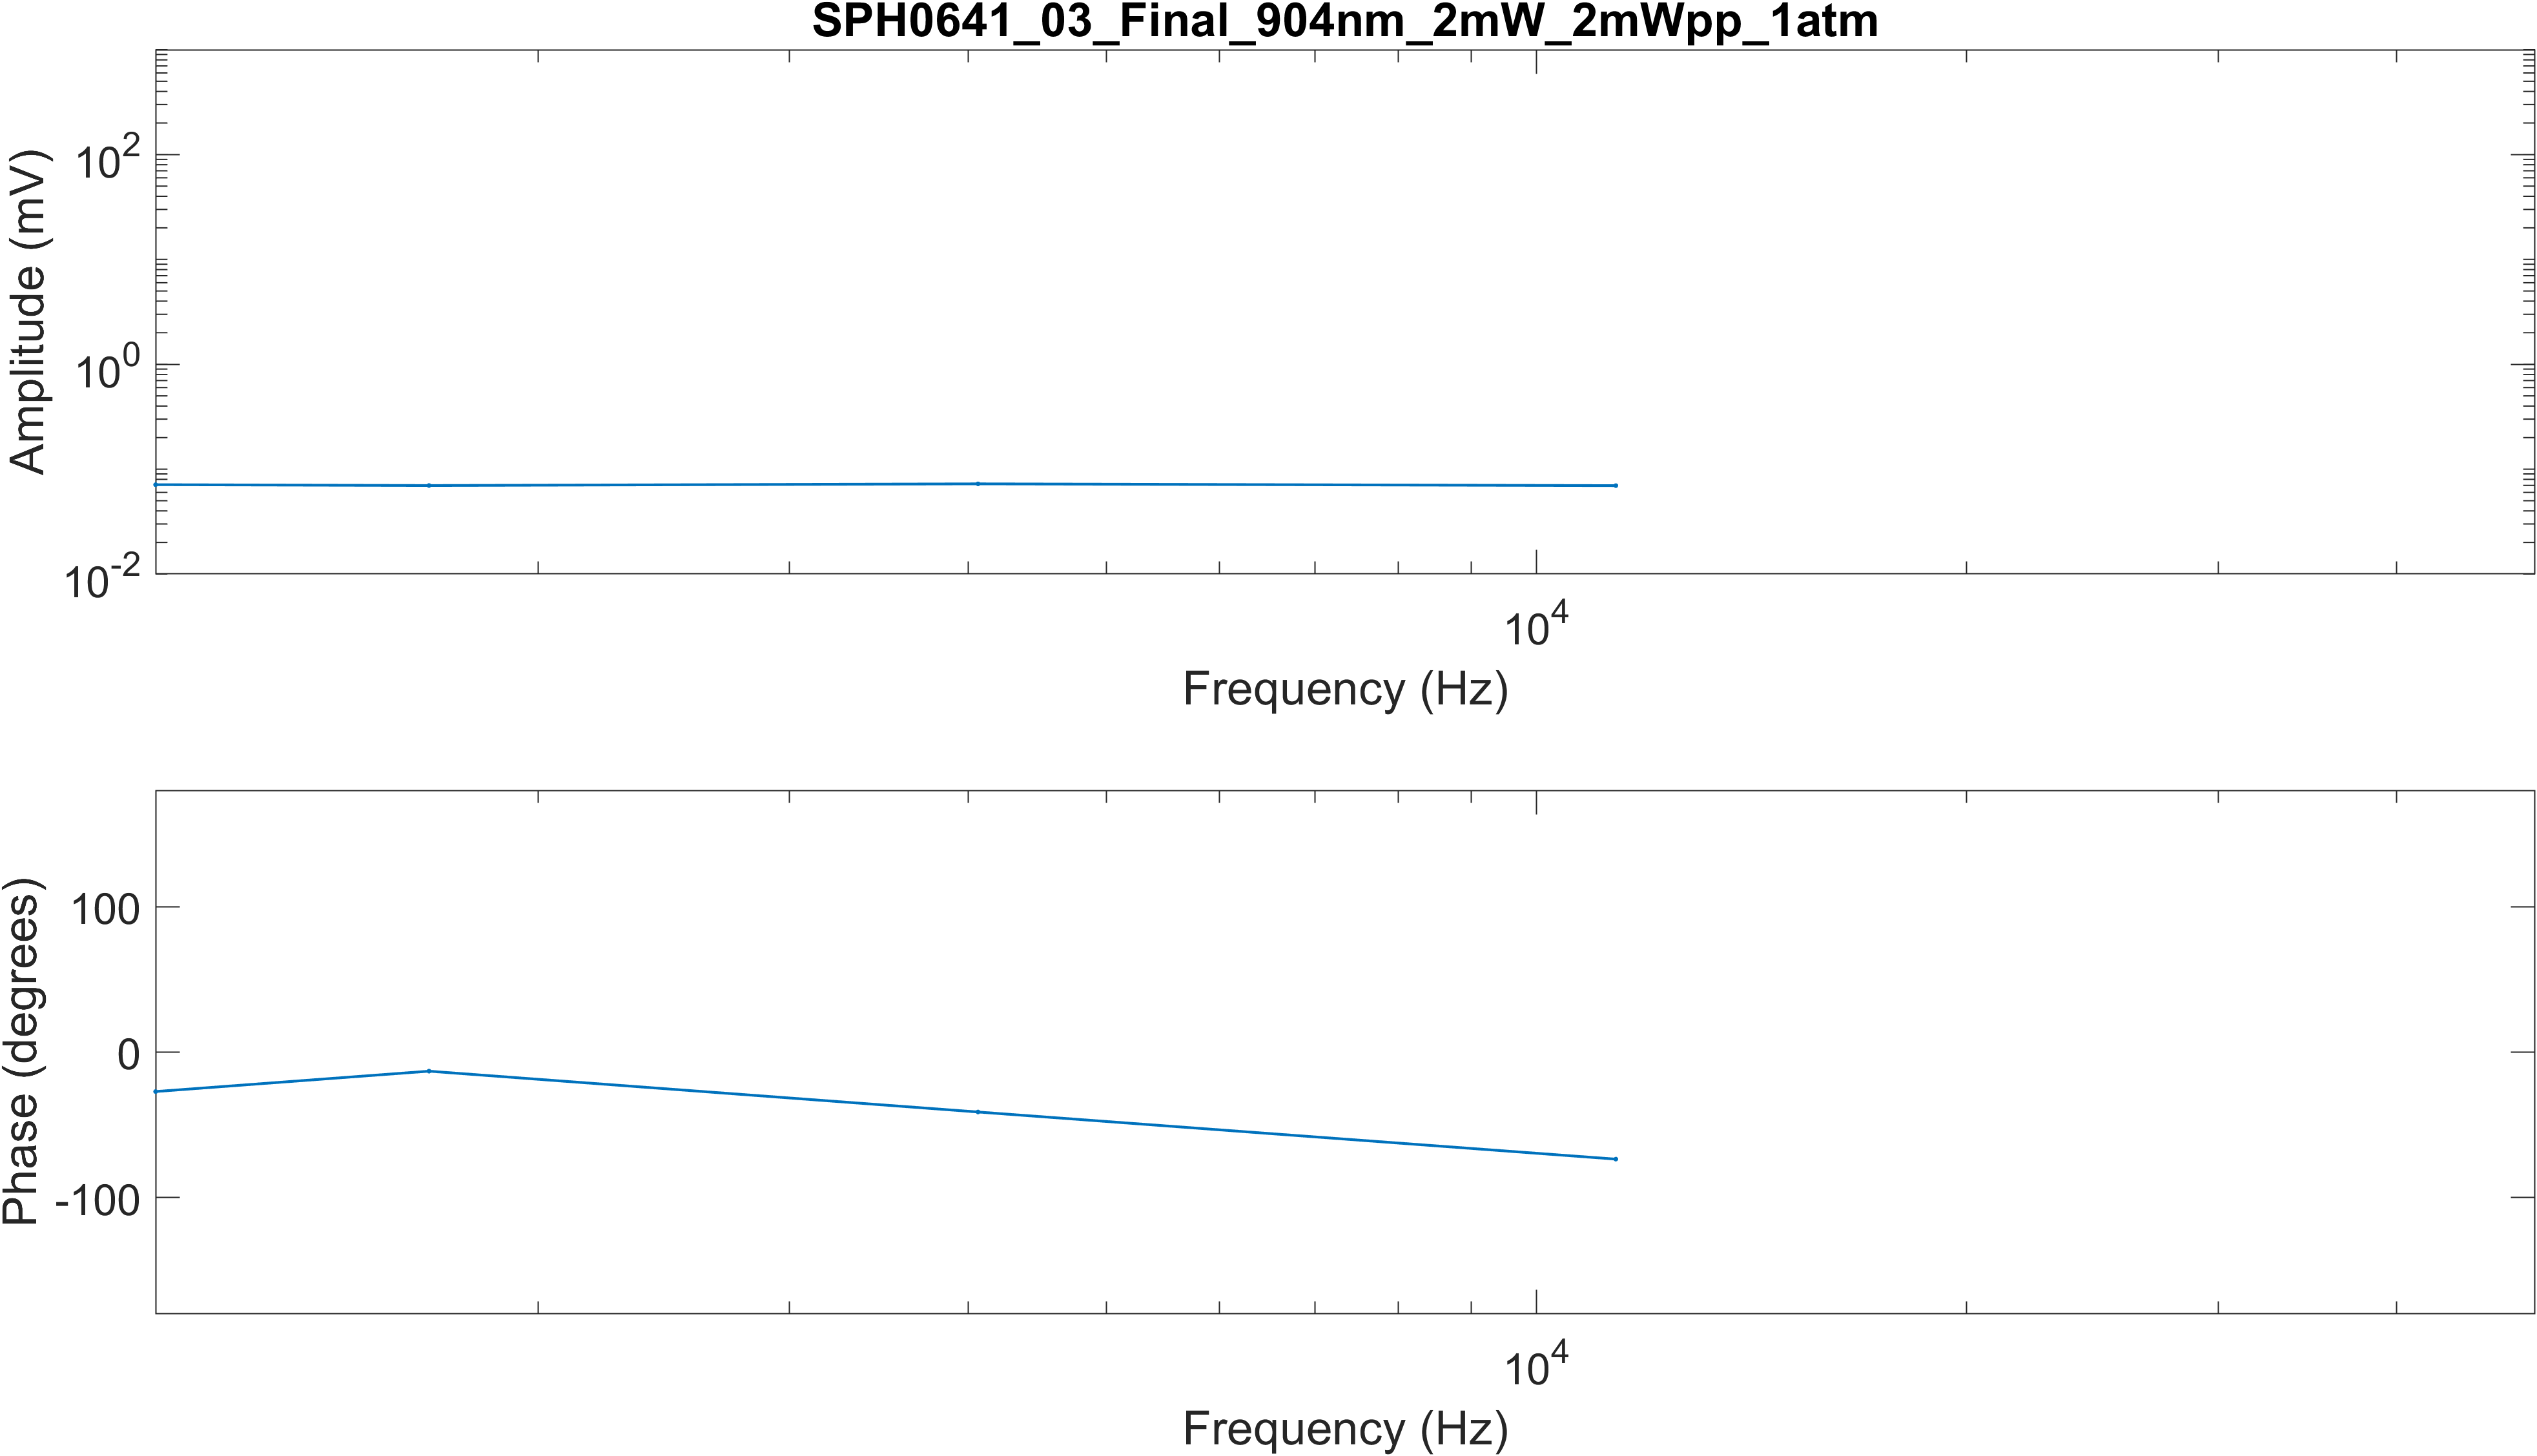 SPH0641_03_Final_904nm_2mW_2mWpp_1atm
Amplitude (mV)
10^2
10^0
10^-2
10^4
Frequency (Hz)
Phase (degrees)
100
0
-100
10^4
Frequency (Hz)